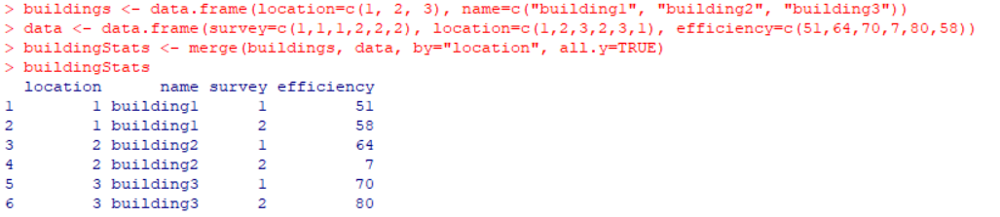 > buildings <- data.frame(location=c(1, 2, 3), name=c("building1", "building2", "building3"))
> data <- data.frame(survey=c(1,1,1,2,2,2), location=c(1,2,3,2,3,1), efficiency=c(51,64,70,7,80,58))
> buildingStats <- merge(buildings, data, by="location", all.y=TRUE)
> buildingStats
  location      name survey efficiency
1        1 building1      1         51
2        1 building1      2         58
3        2 building2      1         64
4        2 building2      2          7
5        3 building3      1         70
6        3 building3      2         80